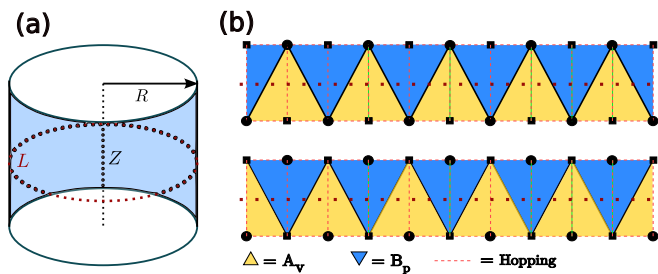 (a)
R
L
Z
(b)
= A_v
= B_p
= Hopping